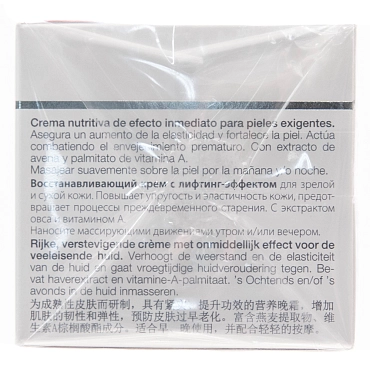 Crema nutritiva de efecto inmediato para pieles exigentes.
Asegura un aumento de la elasticidad y fortalece la piel. Actúa
combatiendo el envejecimiento prematuro. Con extracto de
avena y palmitato de vitamina A.
Masajear suavemente sobre la piel por la mañana y/o noche.
Восстанавливающий крем с лифтинг-эффектом для зрелой
и сухой кожи. Повышает упругость и эластичность кожи, предот-
вращает процессы преждевременного старения. С экстрактом
овса и витамином А.
Наносите массирующими движениями утром и/или вечером.
Rijke, verstevigende crème met onmiddellijk effect voor de
veeleisende huid. Verhoogt de weerstand en de elasticiteit
van de huid en gaat vroegtijdige huidveroudering tegen. Be-
vat haverextract en vitamine-A-palmitaat. 's Ochtends en/of 's
avonds in de huid inmasseren.
为成熟性皮肤而研制，具有紧致、提升功效的营养晚霜。增加
肌肤的韧性和弹性，预防皮肤过早老化。富含燕麦提取物、维
生素A棕榈酸酯成分。适合早、晚使用，并配合轻轻的按摩。